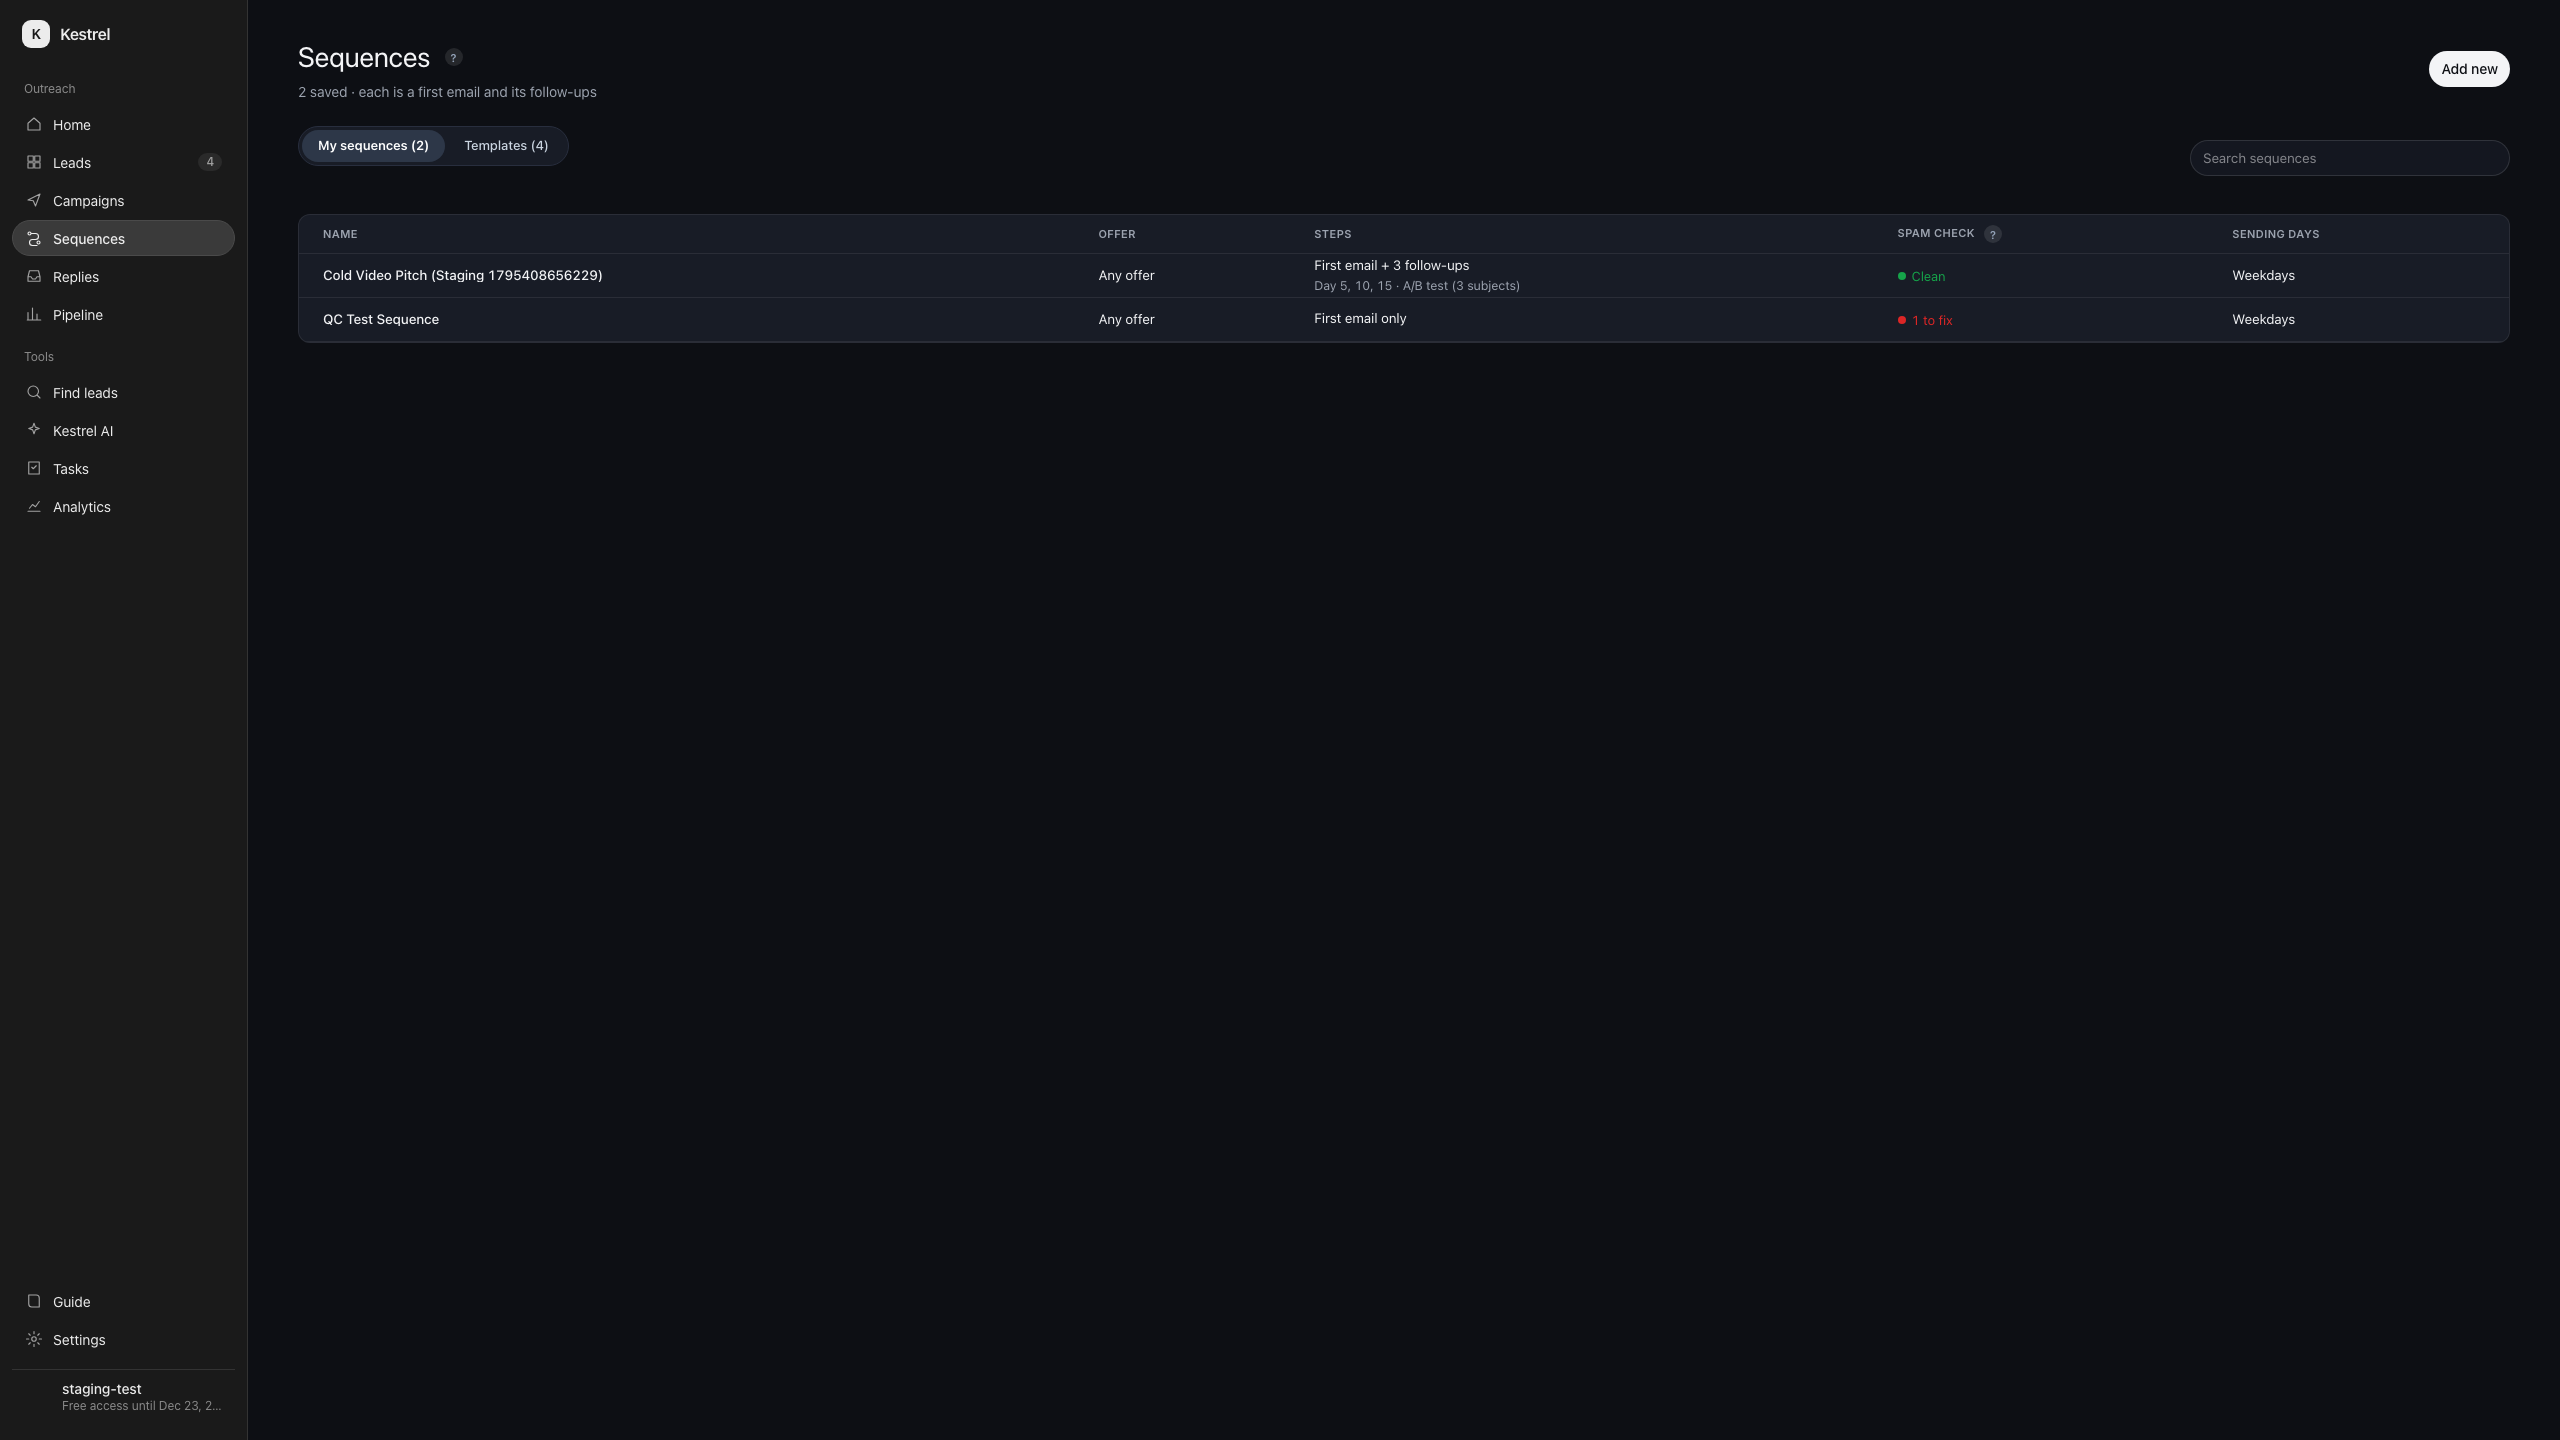 K Kestrel
Outreach
Home
Leads 4
Campaigns
Sequences
Replies
Pipeline
Tools
Find leads
Kestrel AI
Tasks
Analytics
Guide
Settings
staging-test
Free access until Dec 23, 2...
Sequences ?
2 saved · each is a first email and its follow-ups
Add new
My sequences (2) Templates (4)
Search sequences
NAME OFFER STEPS SPAM CHECK ? SENDING DAYS
Cold Video Pitch (Staging 1795408656229) Any offer First email + 3 follow-ups Clean Weekdays
Day 5, 10, 15 · A/B test (3 subjects)
QC Test Sequence Any offer First email only 1 to fix Weekdays